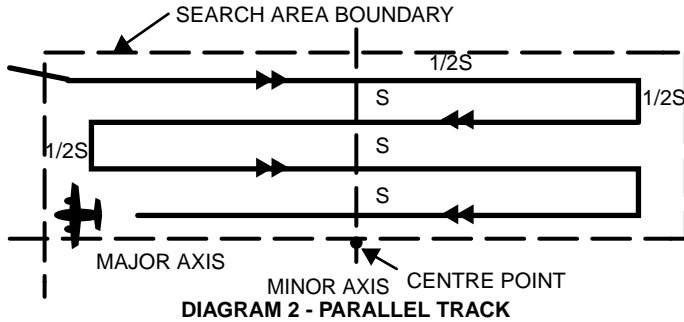 SEARCH AREA BOUNDARY
1/2S
S
1/2S
S
1/2S
S
MAJOR AXIS
MINOR AXIS
CENTRE POINT
DIAGRAM 2 - PARALLEL TRACK